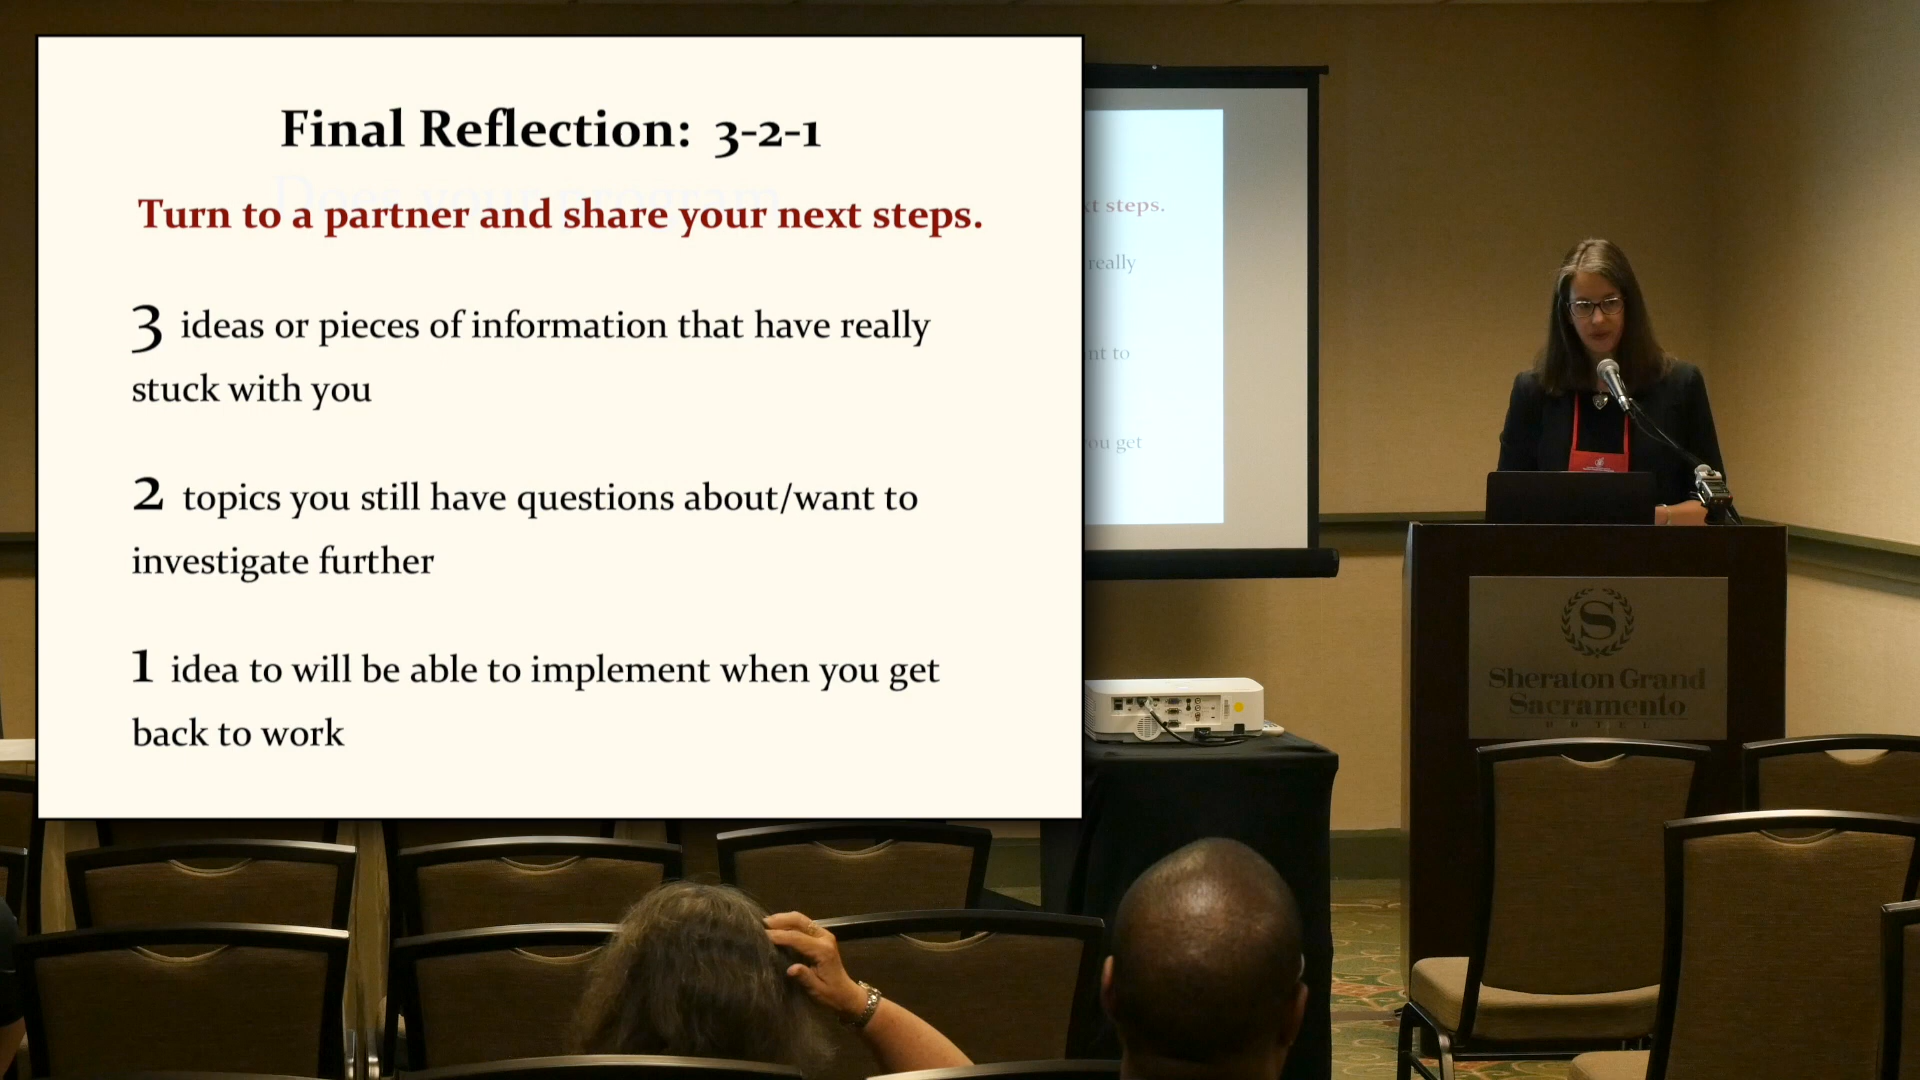 Final Reflection: 3-2-1
Turn to a partner and share your next steps.
3 ideas or pieces of information that have really
stuck with you
2 topics you still have questions about/want to
investigate further
1 idea to will be able to implement when you get
back to work
t steps.
really
nt to
ou get
S
Sheraton Grand
Sacramento
HOTEL